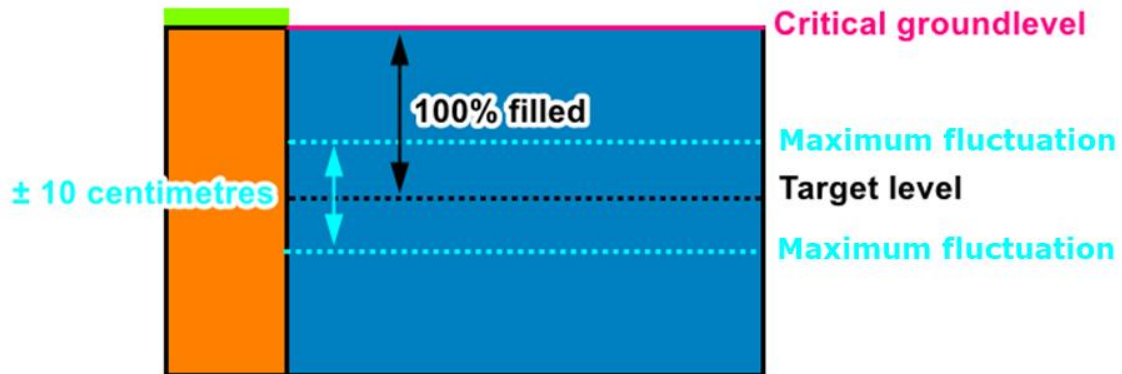 Critical groundlevel
100% filled
Maximum fluctuation
± 10 centimetres
Target level
Maximum fluctuation